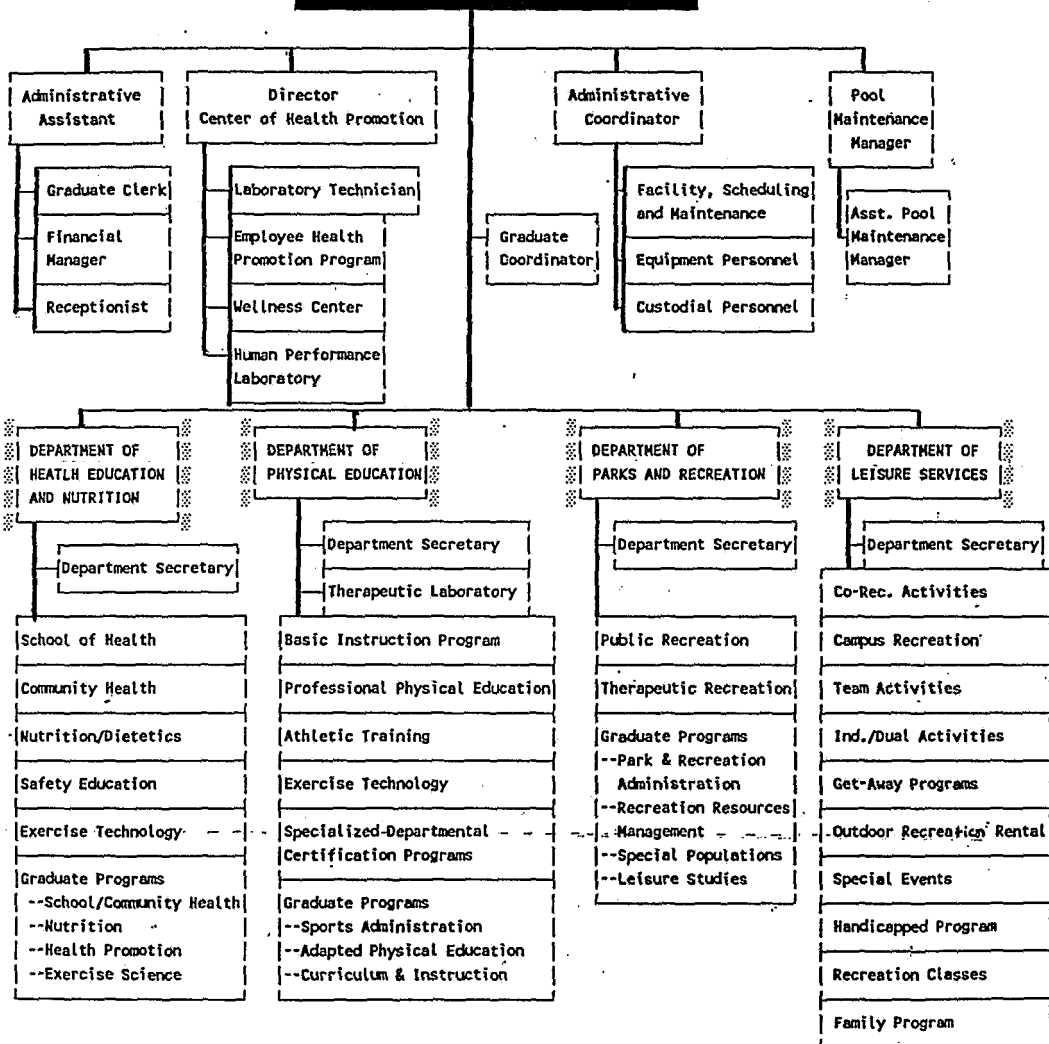 Administrative
Assistant
Graduate Clerk
Financial
Manager
Receptionist
Director
Center of Health Promotion
Laboratory Technician
Employee Health
Promotion Program
Wellness Center
Human Performance
Laboratory
Graduate
Coordinator
Administrative
Coordinator
Facility, Scheduling
and Maintenance
Equipment Personnel
Custodial Personnel
Pool
Maintenance
Manager
Asst. Pool
Maintenance
Manager
DEPARTMENT OF
HEATLH EDUCATION
AND NUTRITION
Department Secretary
School of Health
Community Health
Nutrition/Dietetics
Safety Education
Exercise Technology
Graduate Programs
--School/Community Health
--Nutrition
--Health Promotion
--Exercise Science
DEPARTMENT OF
PHYSICAL EDUCATION
Department Secretary
Therapeutic Laboratory
Basic Instruction Program
Professional Physical Education
Athletic Training
Exercise Technology
Specialized Departmental
Certification Programs
Graduate Programs
--Sports Administration
--Adapted Physical Education
--Curriculum & Instruction
DEPARTMENT OF
PARKS AND RECREATION
Department Secretary
Public Recreation
Therapeutic Recreation
Graduate Programs
--Park & Recreation
Administration
--Recreation Resources
Management
--Special Populations
--Leisure Studies
DEPARTMENT OF
LEISURE SERVICES
Department Secretary
Co-Rec. Activities
Campus Recreation
Team Activities
Ind./Dual Activities
Get-Away Programs
Outdoor Recreation Rental
Special Events
Handicapped Program
Recreation Classes
Family Program